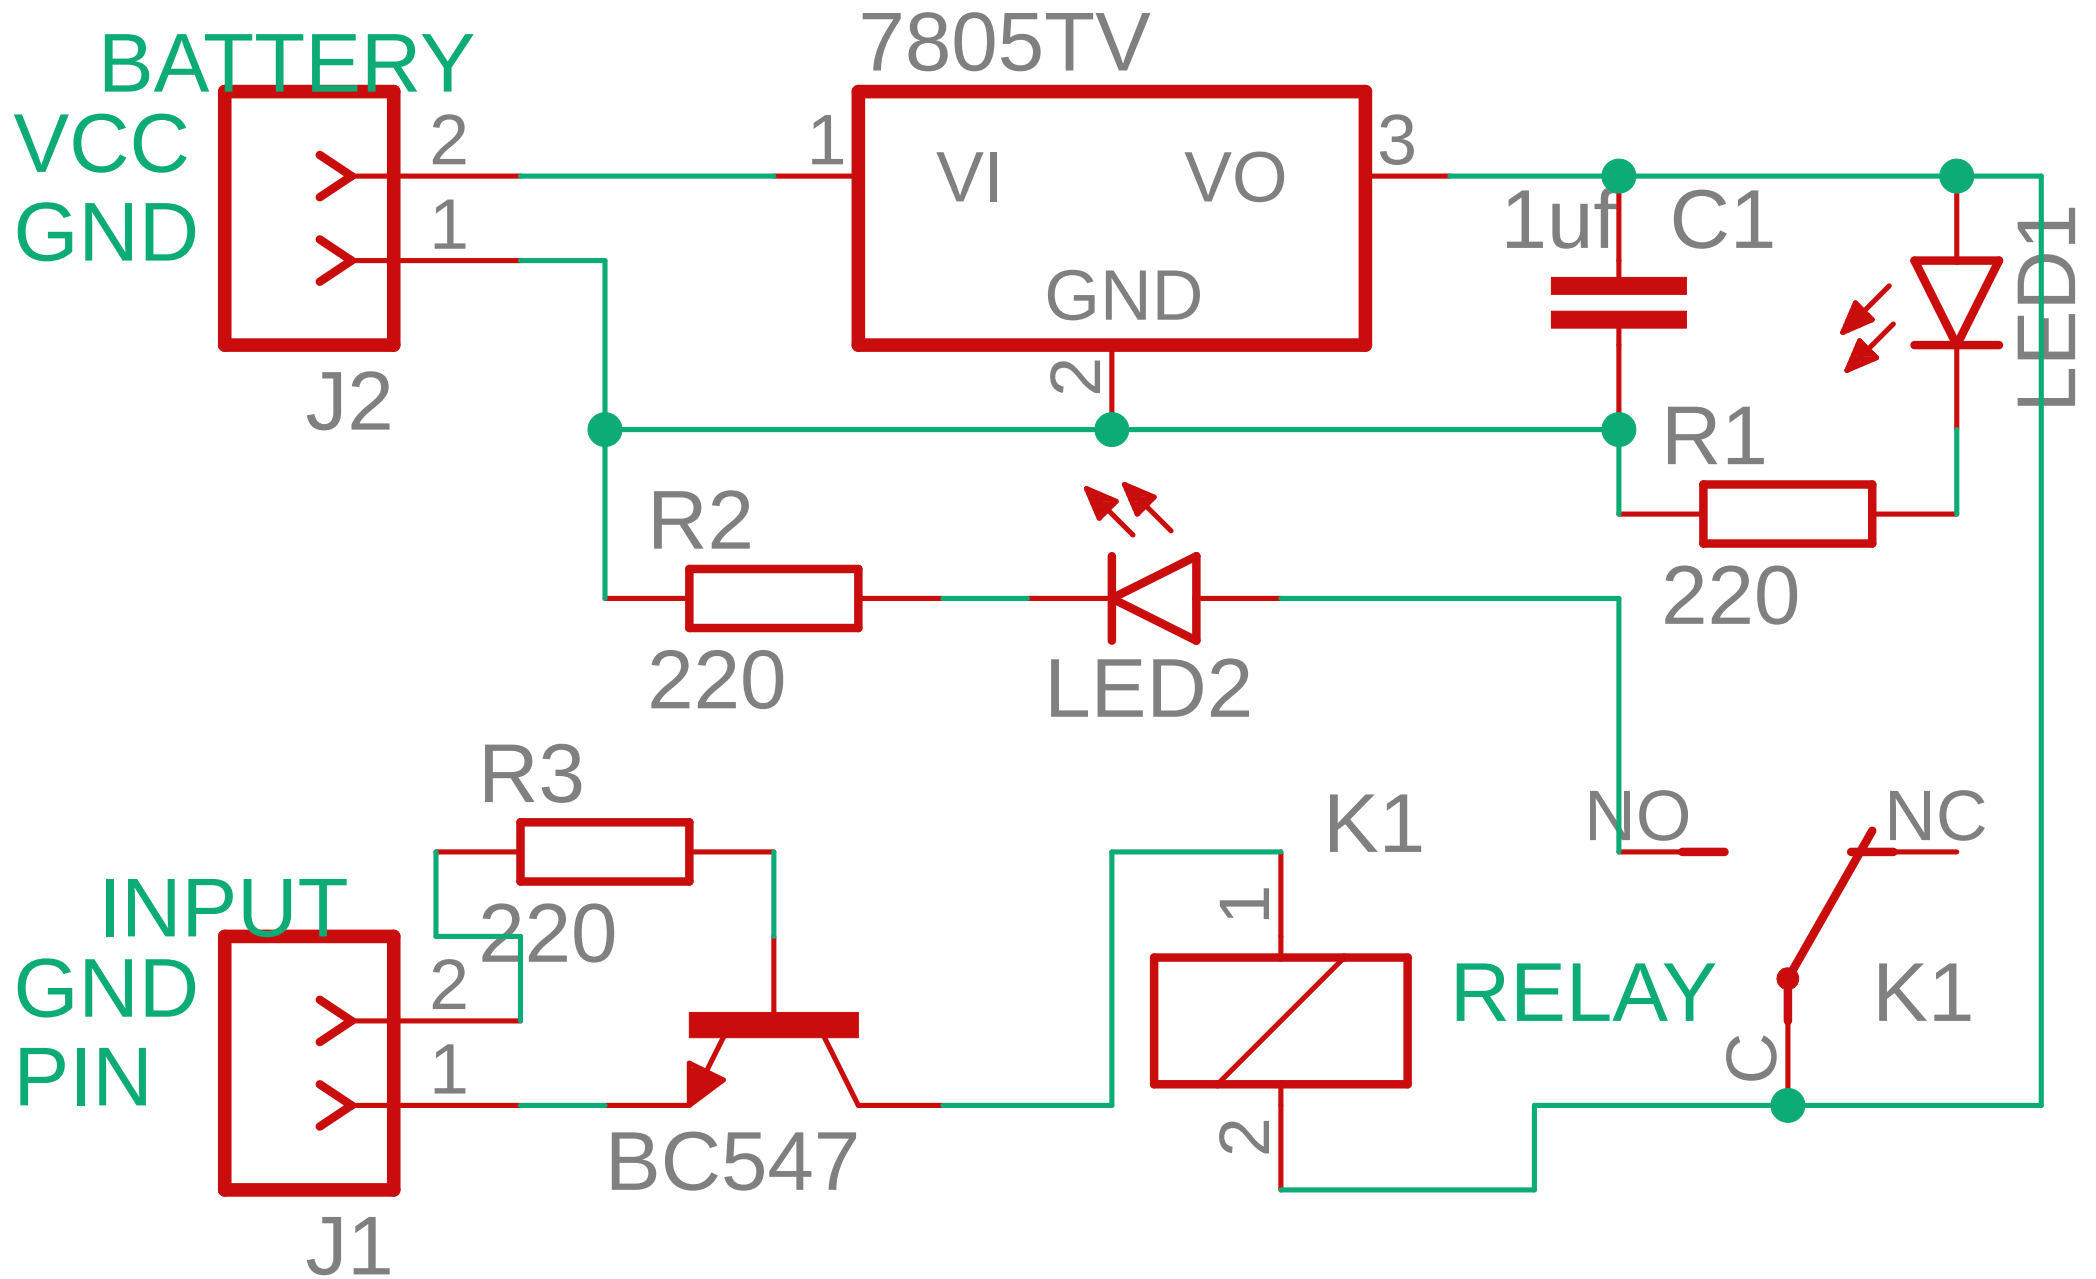 BATTERY
7805TV
VCC
2
1
VI
VO
3
GND
1
GND
2
1uf
C1
LED1
J2
R1
220
R2
220
LED2
R3
220
K1
NO
NC
INPUT
GND
2
PIN
1
BC547
1
2
RELAY
K1
C
J1